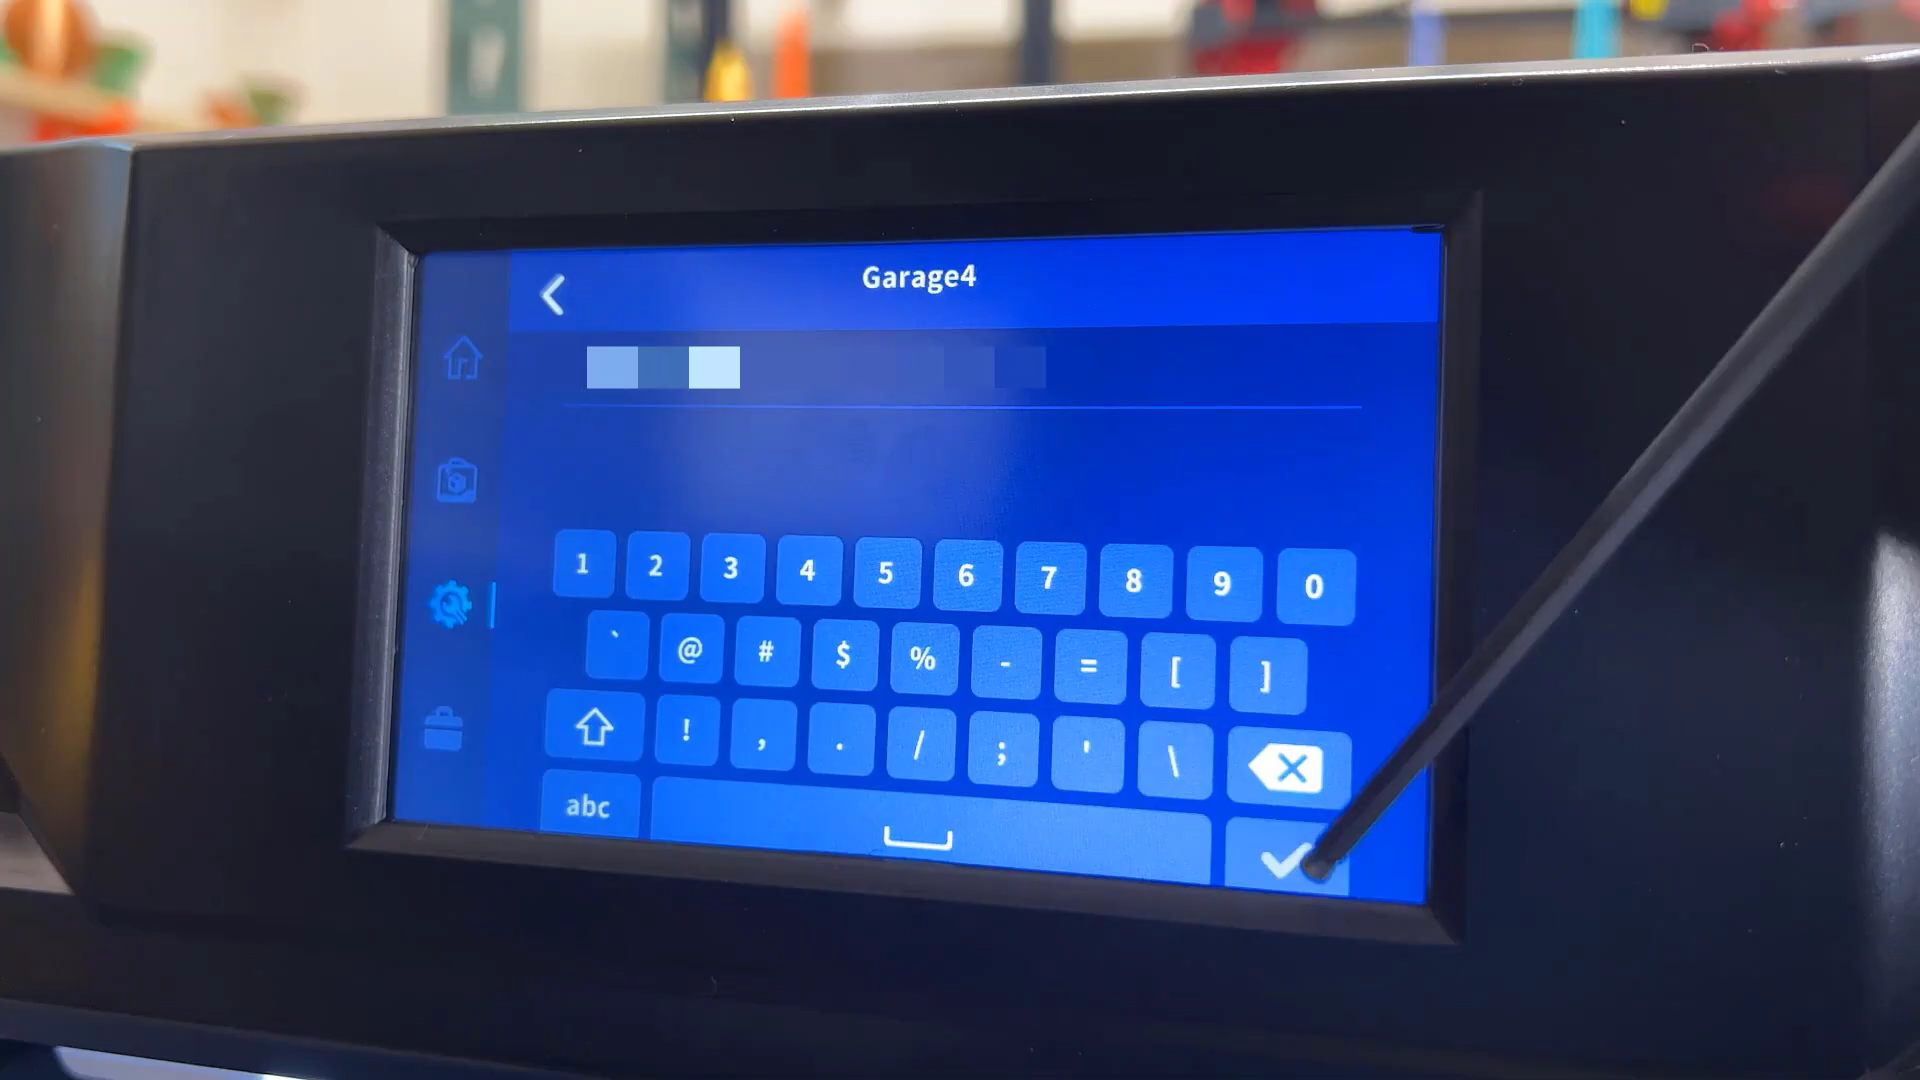 Garage4
1 2 3 4 5 6 7 8 9 0
` @ # $ % - = [ ]
! , . / ; ' \
abc